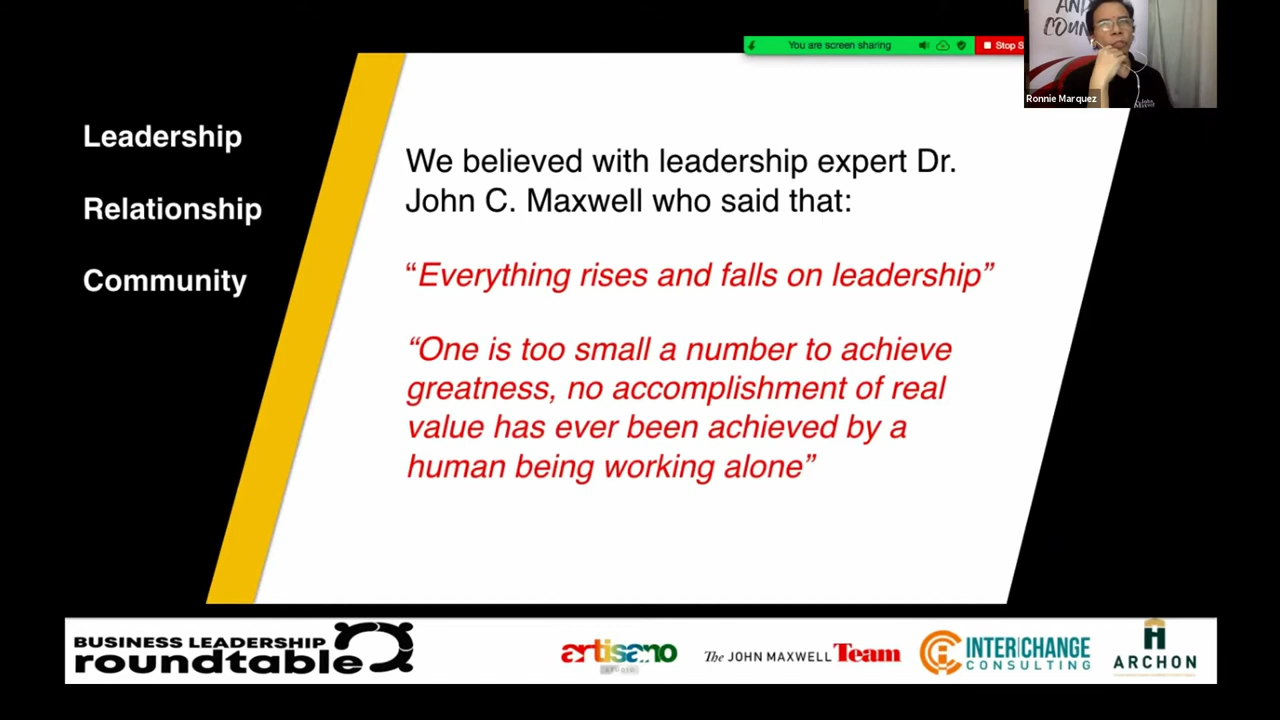 You are screen sharing
Stop S
AND
COUN
Ronnie Marquez
Leadership
Relationship
Community
We believed with leadership expert Dr.
John C. Maxwell who said that:
“Everything rises and falls on leadership”
“One is too small a number to achieve
greatness, no accomplishment of real
value has ever been achieved by a
human being working alone”
BUSINESS LEADERSHIP
roundtable
artisano
The JOHN MAXWELL Team
INTERCHANGE
CONSULTING
ARCHON